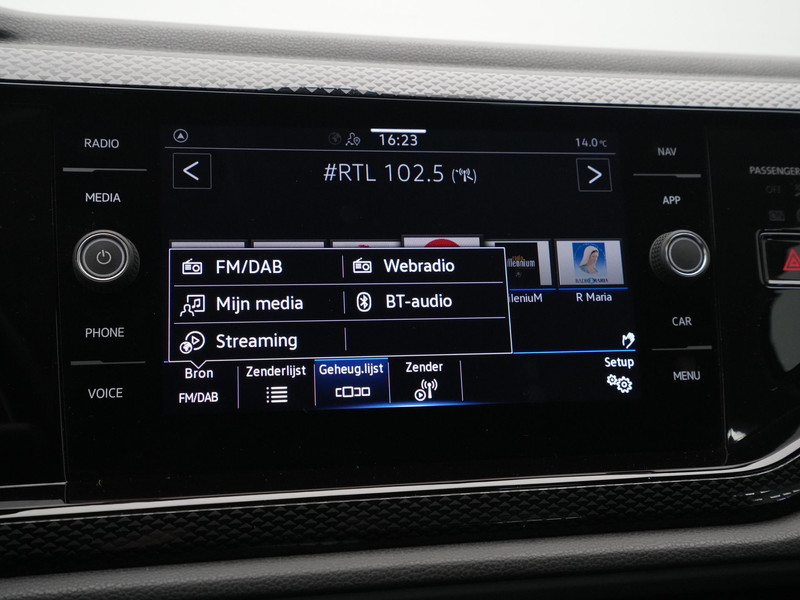 RADIO
MEDIA
PHONE
VOICE
16:23
14.0°C
<
#RTL 102.5
>
FM/DAB
Webradio
Mijn media
BT-audio
Streaming
R Maria
Bron
FM/DAB
Zenderlijst
Geheug.lijst
Zender
Setup
NAV
APP
CAR
MENU
PASSENGER
OFF